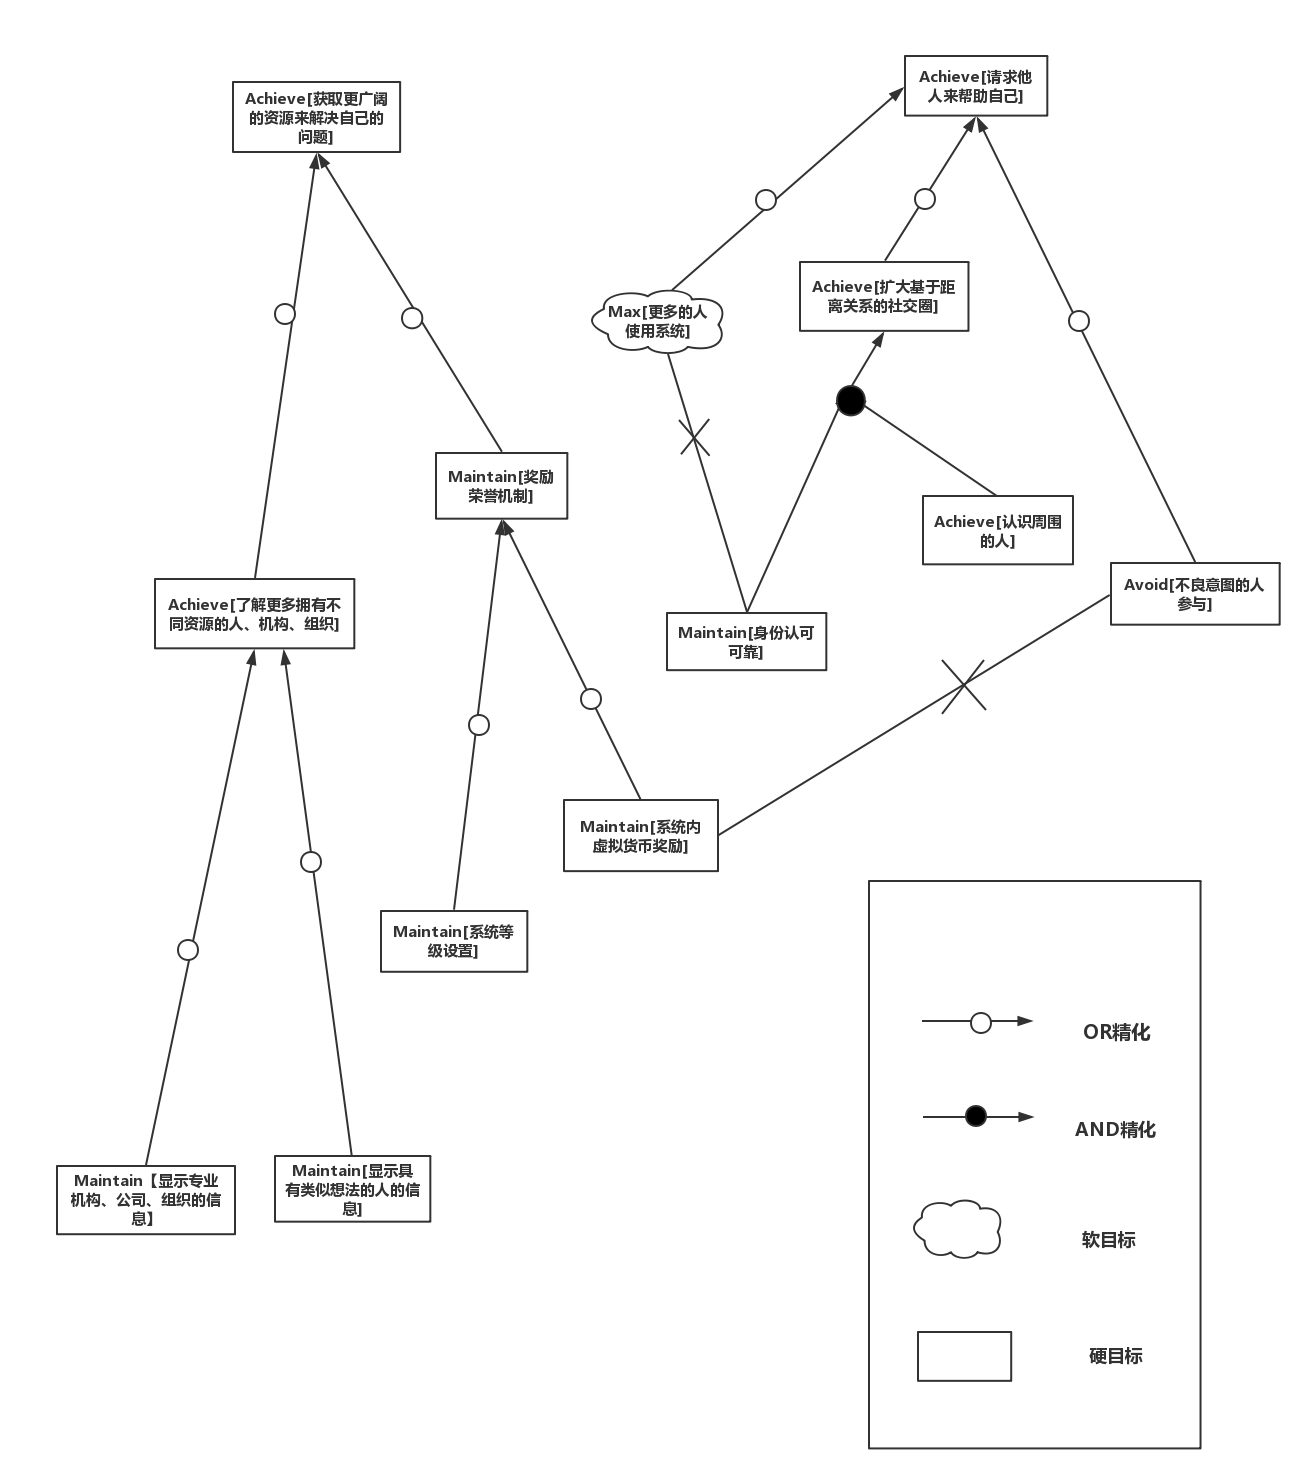 Achieve[请求他
人来帮助自己]
Achieve[获取更广阔
的资源来解决自己的
问题]
Achieve[扩大基于距
离关系的社交圈]
Max[更多的人
使用系统]
Maintain[奖励
荣誉机制]
Achieve[认识周围
的人]
Avoid[不良意图的人
参与]
Achieve[了解更多拥有不
同资源的人、机构、组织]
Maintain[身份认可
可靠]
Maintain[系统内
虚拟货币奖励]
Maintain[系统等
级设置]
OR精化
AND精化
Maintain【显示专业
机构、公司、组织的信
息】
Maintain[显示具
有类似想法的人的信
息]
软目标
硬目标